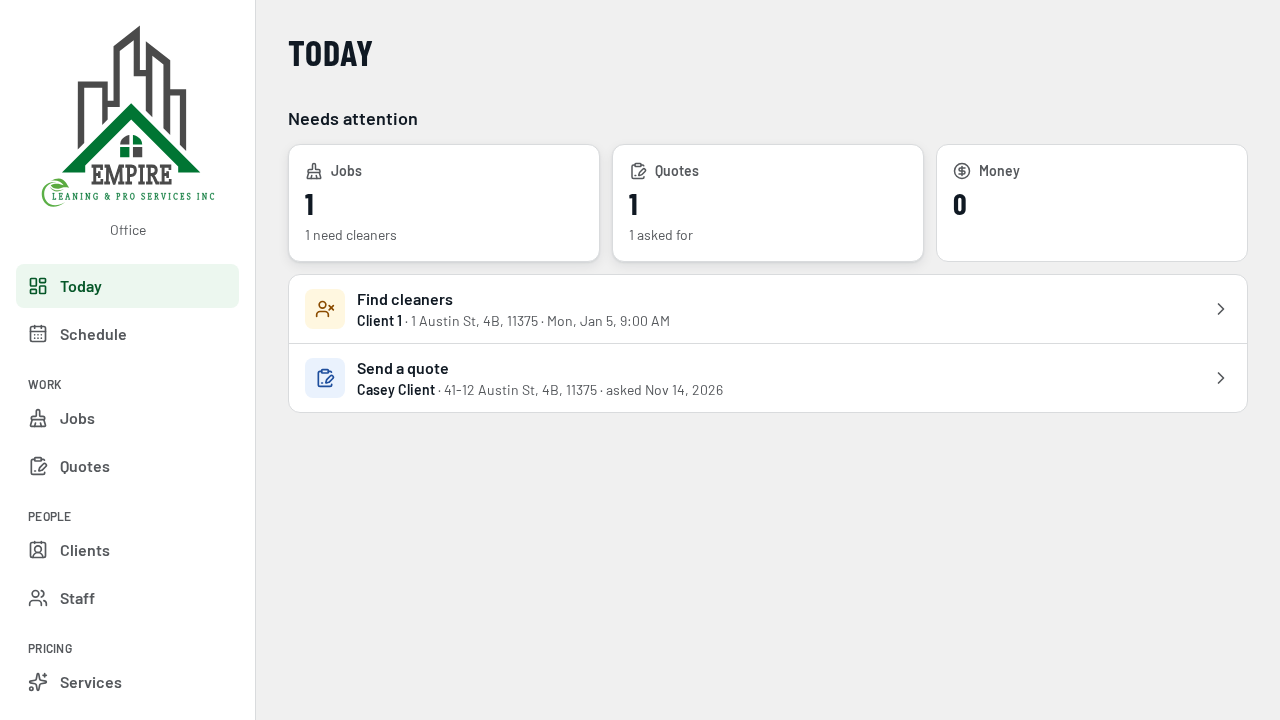 EMPIRE
LEANING & PRO SERVICES INC
Office
Today
Schedule
WORK
Jobs
Quotes
PEOPLE
Clients
Staff
PRICING
Services
TODAY
Needs attention
Jobs
1
1 need cleaners
Quotes
1
1 asked for
Money
0
Find cleaners
Client 1 · 1 Austin St, 4B, 11375 · Mon, Jan 5, 9:00 AM
Send a quote
Casey Client · 41-12 Austin St, 4B, 11375 · asked Nov 14, 2026